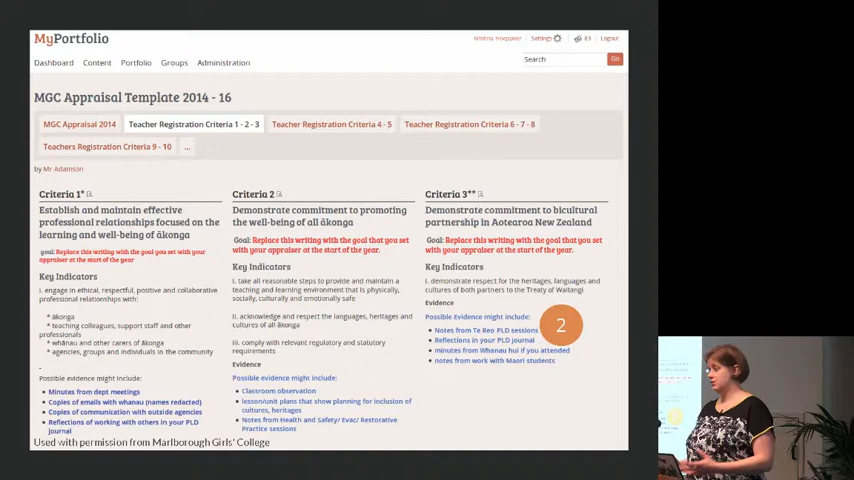 MyPortfolio
Kristina Hoeppner Settings 83 Logout
Dashboard Content Portfolio Groups Administration
Search Go
MGC Appraisal Template 2014 - 16
MGC Appraisal 2014 Teacher Registration Criteria 1 - 2 - 3 Teacher Registration Criteria 4 - 5 Teacher Registration Criteria 6 - 7 - 8
Teachers Registration Criteria 9 - 10 ...
by Mr Adamson
Criteria 1*
Establish and maintain effective
professional relationships focused on the
learning and well-being of ākonga
goal: Replace this writing with the goal you set with your
appraiser at the start of the year
Key Indicators
i. engage in ethical, respectful, positive and collaborative
professional relationships with:
* ākonga
* teaching colleagues, support staff and other
professionals
* whānau and other carers of ākonga
* agencies, groups and individuals in the community
-
Possible evidence might include:
Minutes from dept meetings
Copies of emails with whanau (names redacted)
Copies of communication with outside agencies
Reflections of working with others in your PLD
journal
Criteria 2
Demonstrate commitment to promoting
the well-being of all ākonga
Goal: Replace this writing with the goal that you set
with your appraiser at the start of the year.
Key Indicators
i. take all reasonable steps to provide and maintain a
teaching and learning environment that is physically,
socially, culturally and emotionally safe
ii. acknowledge and respect the languages, heritages and
cultures of all ākonga
iii. comply with relevant regulatory and statutory
requirements
Evidence
Possible evidence might include:
Classroom observation
lesson/unit plans that show planning for inclusion of
cultures, heritages
Notes from Health and Safety/ Evac/ Restorative
Practice sessions
Criteria 3**
Demonstrate commitment to bicultural
partnership in Aotearoa New Zealand
Goal: Replace this writing with the goal that you set
with your appraiser at the start of the year.
Key Indicators
i. demonstrate respect for the heritages, languages and
cultures of both partners to the Treaty of Waitangi
Evidence
Possible Evidence might include:
Notes from Te Reo PLD sessions
Reflections in your PLD journal
minutes from Whanau hui if you attended
notes from work with Maori students
2
Used with permission from Marlborough Girls' College